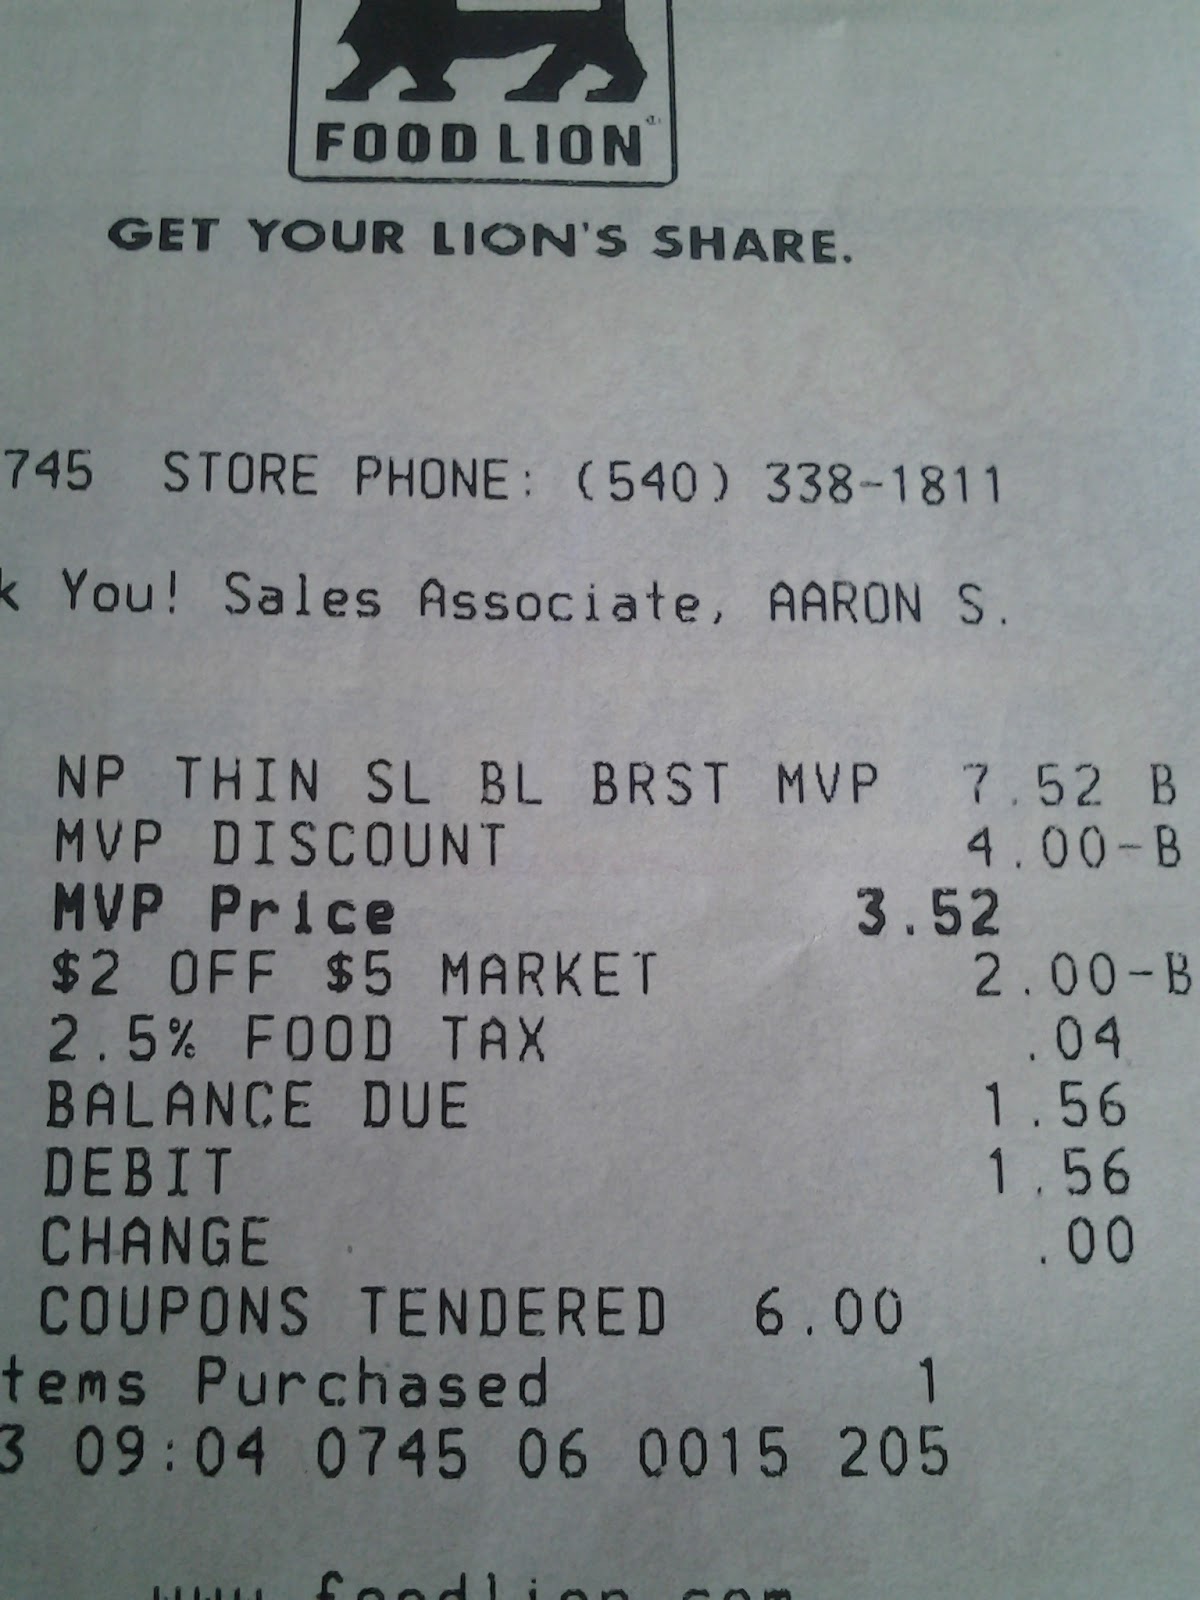 FOOD LION
GET YOUR LION'S SHARE.
745 STORE PHONE: (540) 338-1811
k You! Sales Associate, AARON S.
NP THIN SL BL BRST MVP 7.52 B
MVP DISCOUNT 4.00-B
MVP Price 3.52
$2 OFF $5 MARKET 2.00-B
2.5% FOOD TAX .04
BALANCE DUE 1.56
DEBIT 1.56
CHANGE .00
COUPONS TENDERED 6.00
tems Purchased 1
3 09:04 0745 06 0015 205
www.foodlion.com